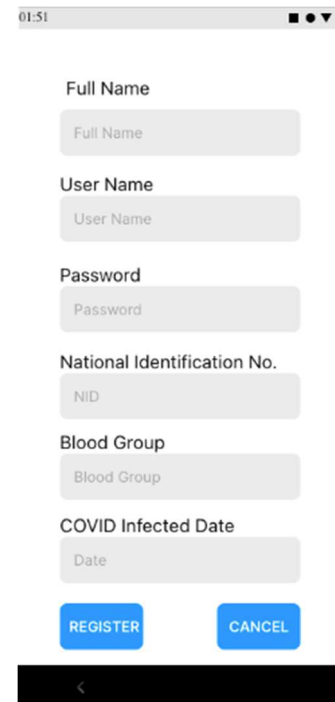 01:51
Full Name
Full Name
User Name
User Name
Password
Password
National Identification No.
NID
Blood Group
Blood Group
COVID Infected Date
Date
REGISTER CANCEL